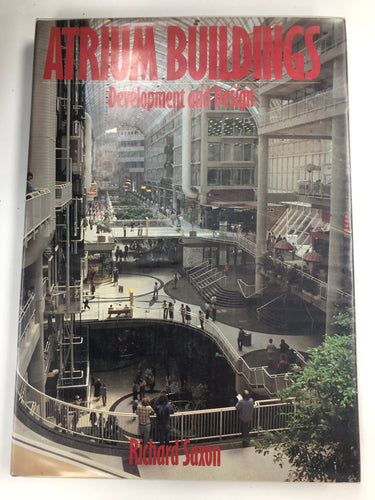 ATRIUM BUILDINGS
Development and Design
Richard Saxon